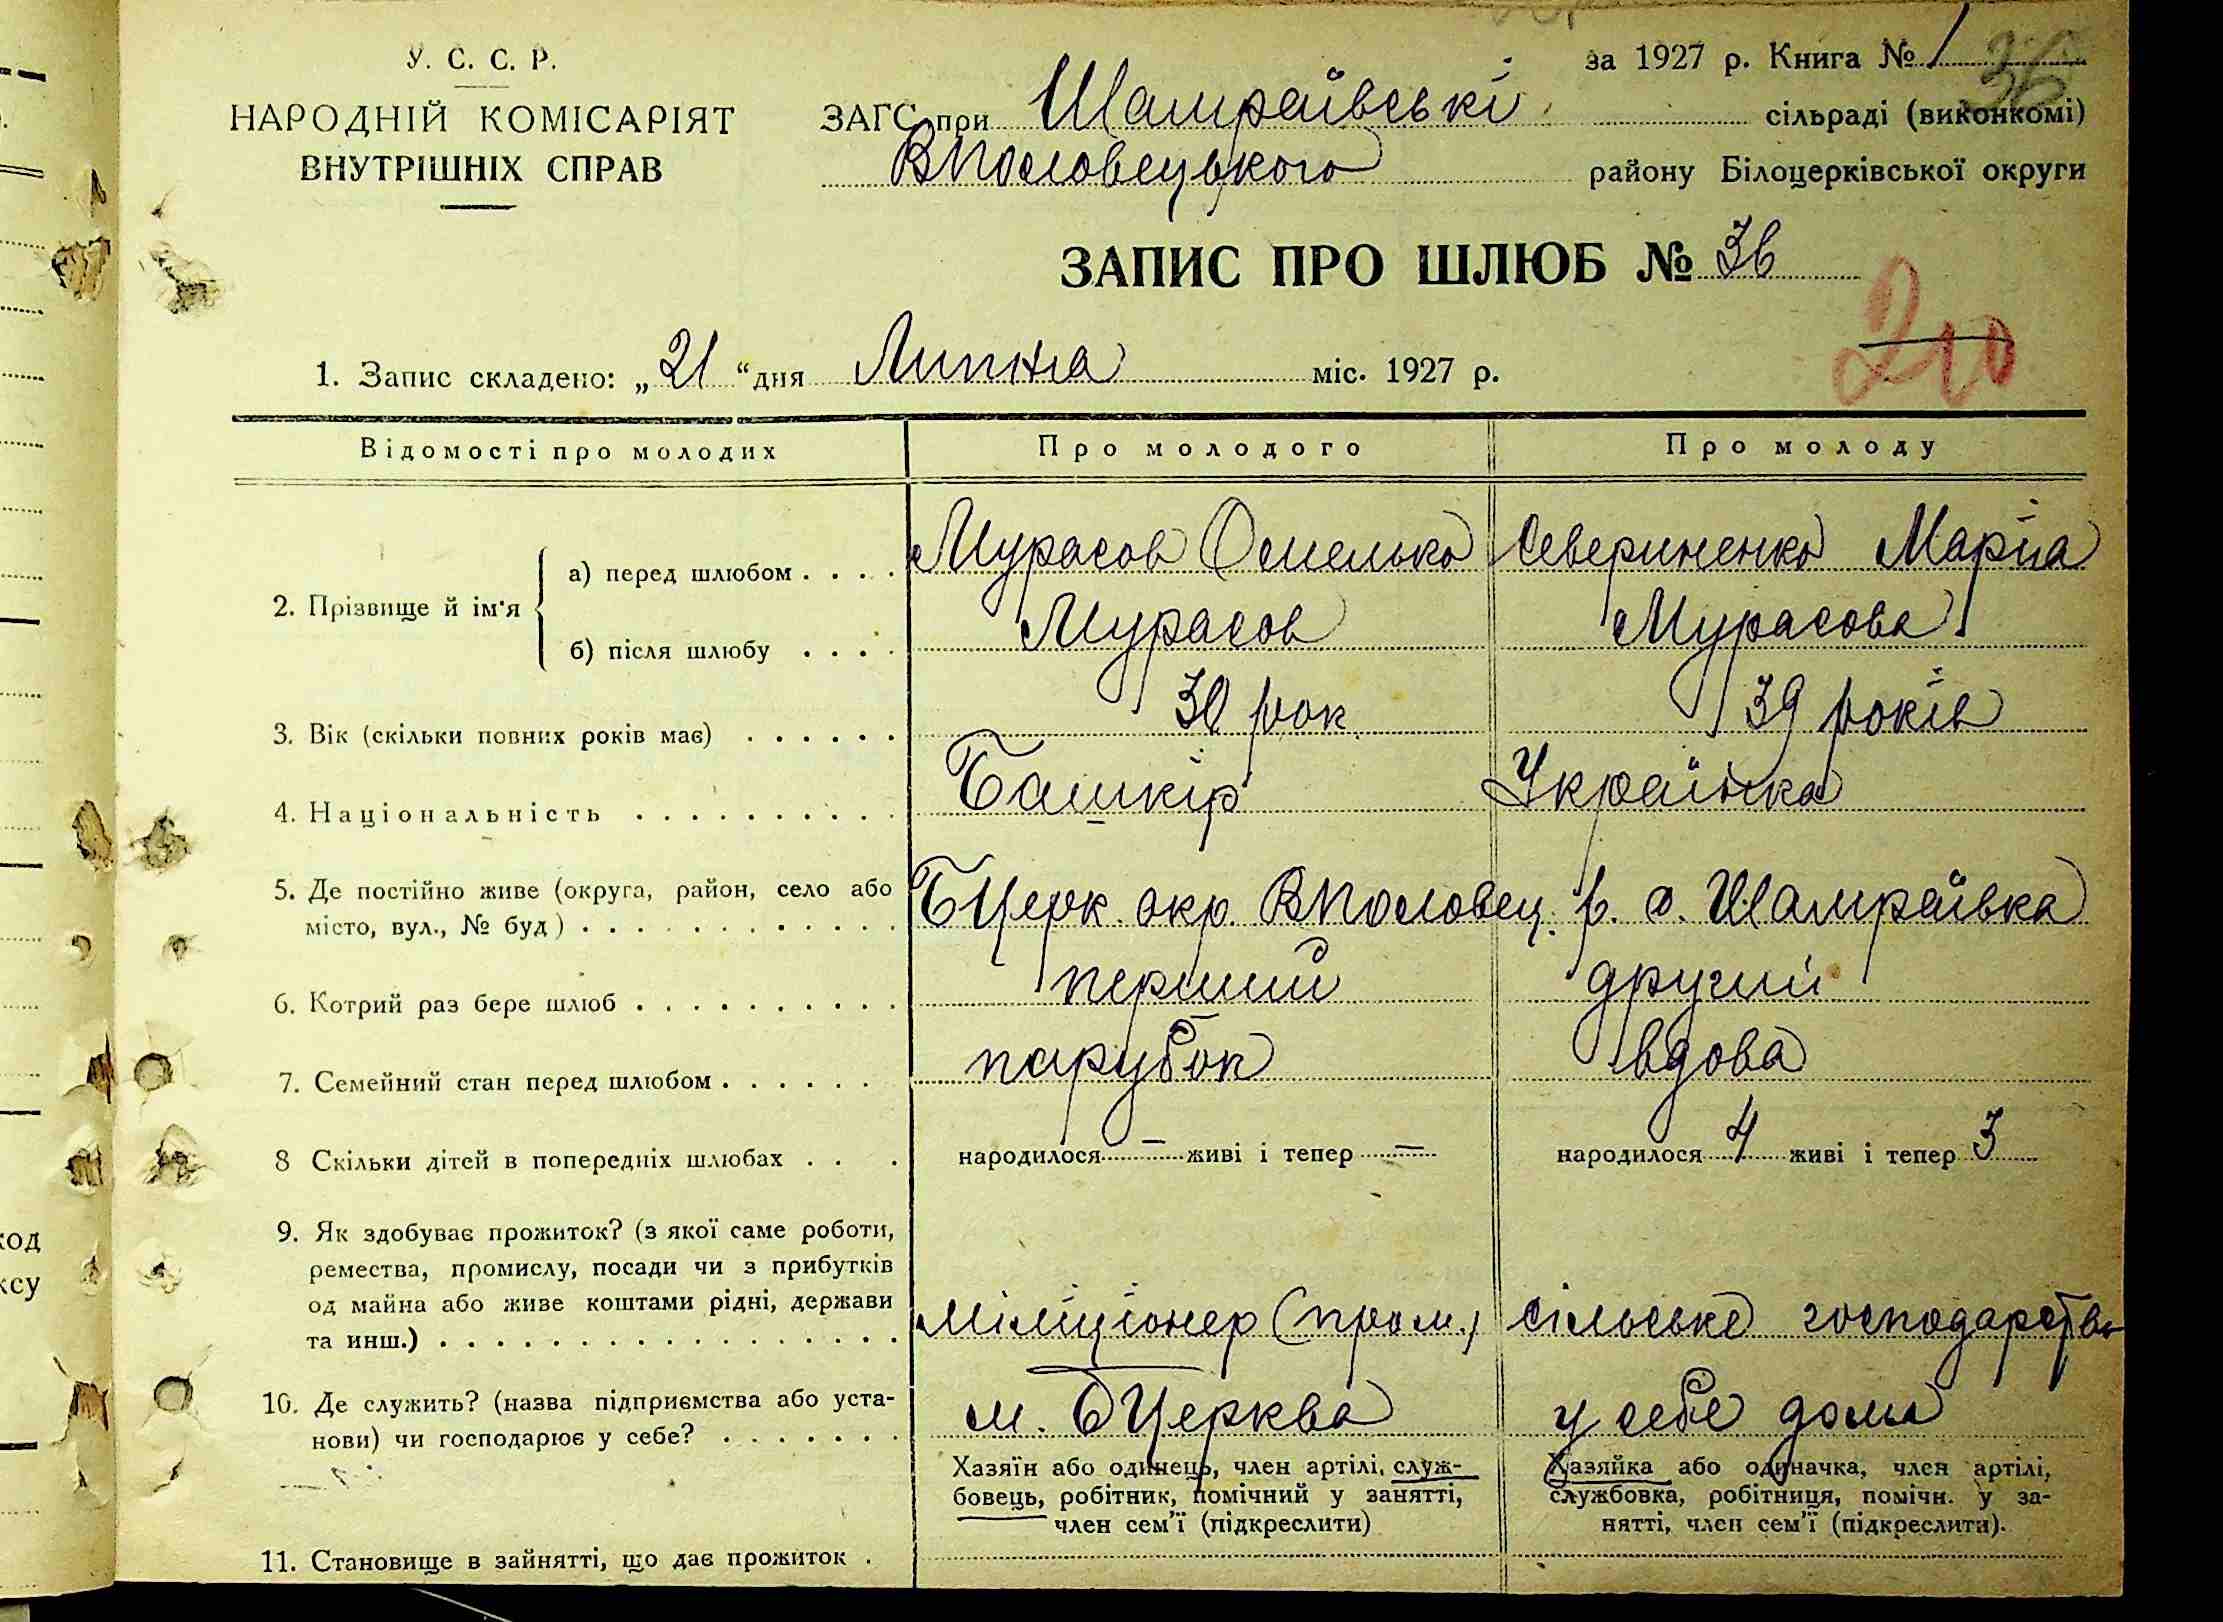 У. С. С. Р.
НАРОДНІЙ КОМІСАРІЯТ
ВНУТРІШНІХ СПРАВ
за 1927 р. Книга № 1 36
ЗАГС при Шамраївські сільраді (виконкомі)
ВПоловецького району Білоцерківської округи
ЗАПИС ПРО ШЛЮБ № 36
210
1. Запис складено: „21“ дня Липня міс. 1927 р.
Відомості про молодих Про молодого Про молоду
2. Прізвище й ім'я
а) перед шлюбом . . . . Мурасов Омелько Севериненко Марія
б) після шлюбу . . . . Мурасов Мурасова
3. Вік (скільки повних років має) . . . . . . 30 рок 39 років
4. Національність . . . . . . . . . . Башкір Українка
5. Де постійно живе (округа, район, село або
місто, вул., № буд) . . . . . . . . . . . . БЦерк. окр. ВПоловец. р. с. Шамраївка
6. Котрий раз бере шлюб . . . . . . . . . . перший другий
7. Семейний стан перед шлюбом . . . . . . парубок вдова
8 Скільки дітей в попередніх шлюбах . . . народилося — живі і тепер — народилося 4 живі і тепер 3
9. Як здобуває прожиток? (з якої саме роботи,
ремества, промислу, посади чи з прибутків
од майна або живе коштами рідні, держави
та инш.) . . . . . . . . . . . . . . . . . Міліціонер (пром.) сільське господарство
10. Де служить? (назва підприємства або уста-
нови) чи господарює у себе? . . . . . . . м. БЦерква у себе дома
Хазяїн або одинець, член артілі, служ-
бовець, робітник, помічний у занятті,
член сем'ї (підкреслити)
Хазяйка або одиначка, член артілі,
службовка, робітниця, помічн. у за-
нятті, член сем'ї (підкреслити).
11. Становище в зайнятті, що дає прожиток .
код
ксу